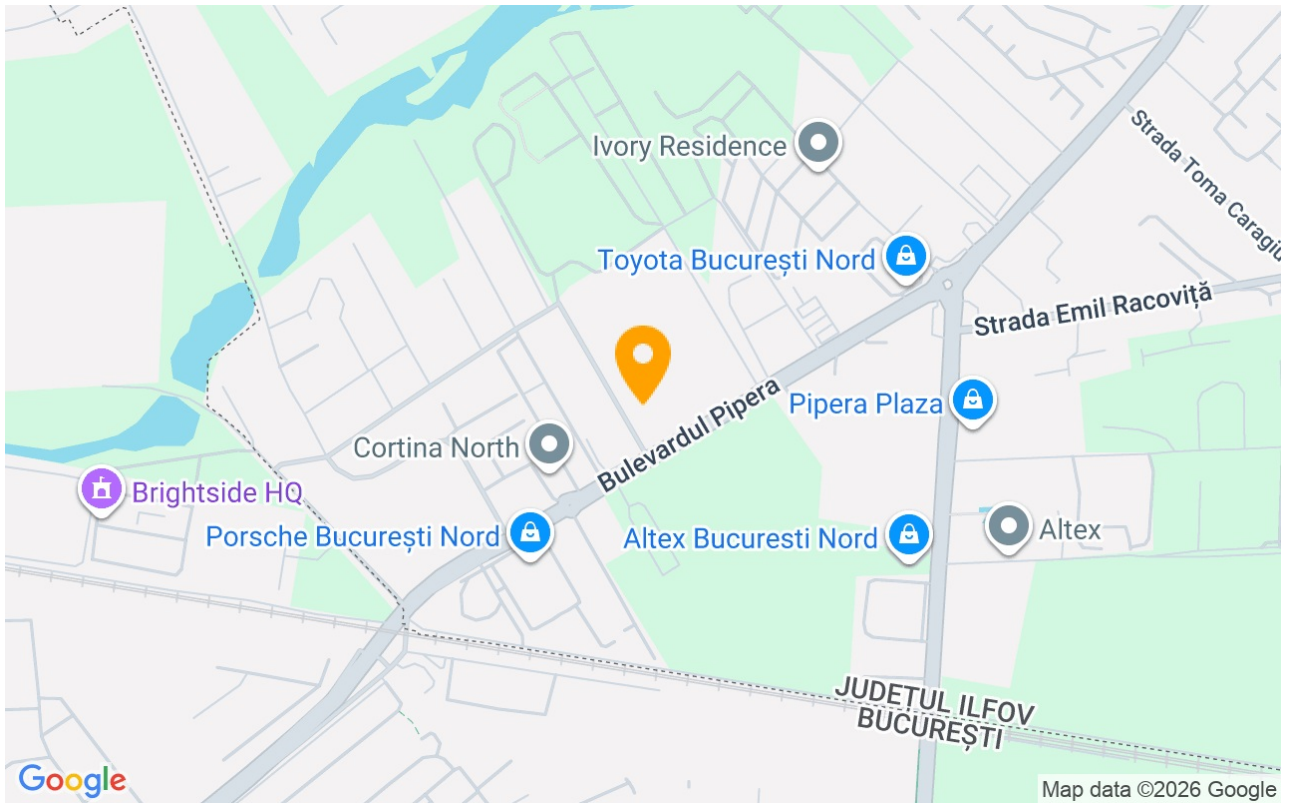 Strada Toma Caragiu
Ivory Residence
Toyota București Nord
Strada Emil Racoviță
Bulevardul Pipera
Pipera Plaza
Cortina North
Brightside HQ
Porsche București Nord
Altex Bucuresti Nord
Altex
JUDEȚUL ILFOV
BUCUREȘTI
Google
Map data ©2026 Google